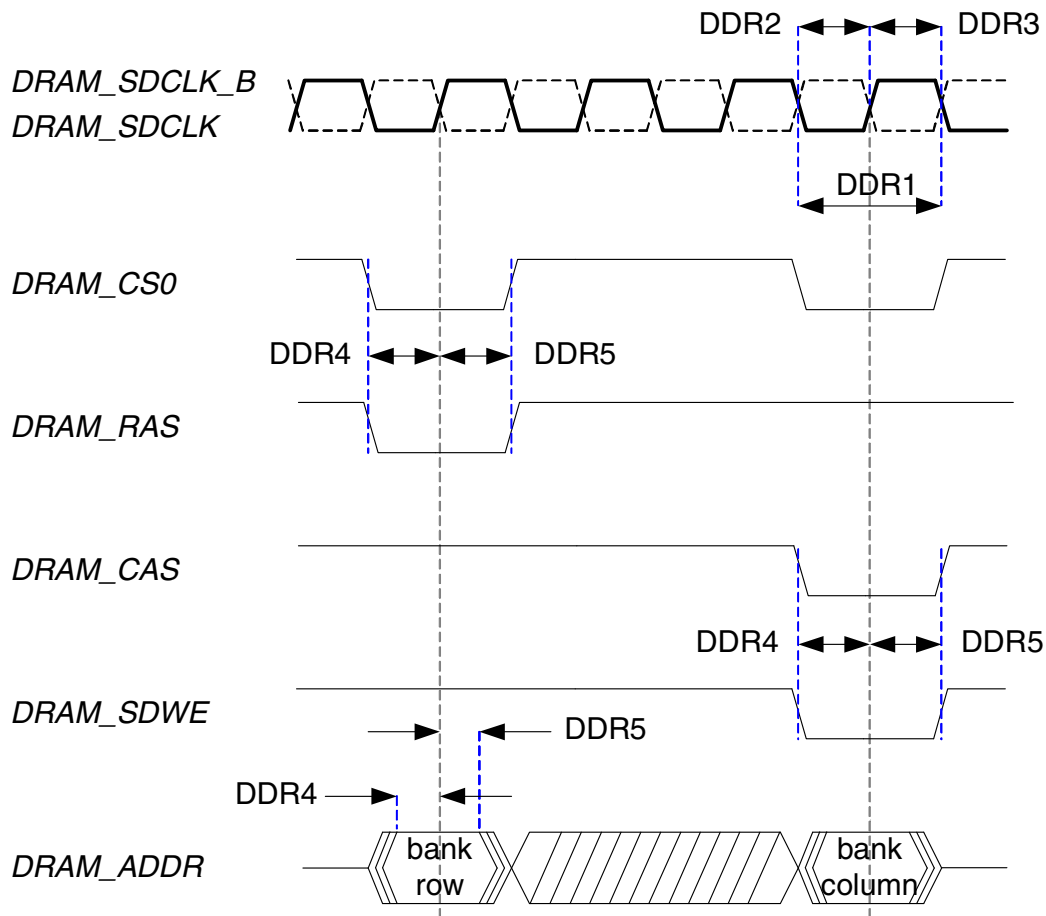 DDR2 DDR3
DRAM_SDCLK_B
DRAM_SDCLK
DDR1
DRAM_CS0
DDR4 DDR5
DRAM_RAS
DRAM_CAS
DDR4 DDR5
DRAM_SDWE
DDR5
DDR4
DRAM_ADDR
bank
row
bank
column